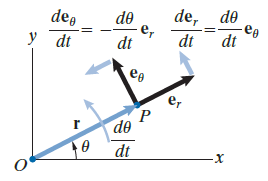 de_θ/dt = − dθ/dt e_r    de_r/dt = dθ/dt e_θ
y
e_θ
e_r
r
P
dθ/dt
θ
O
x